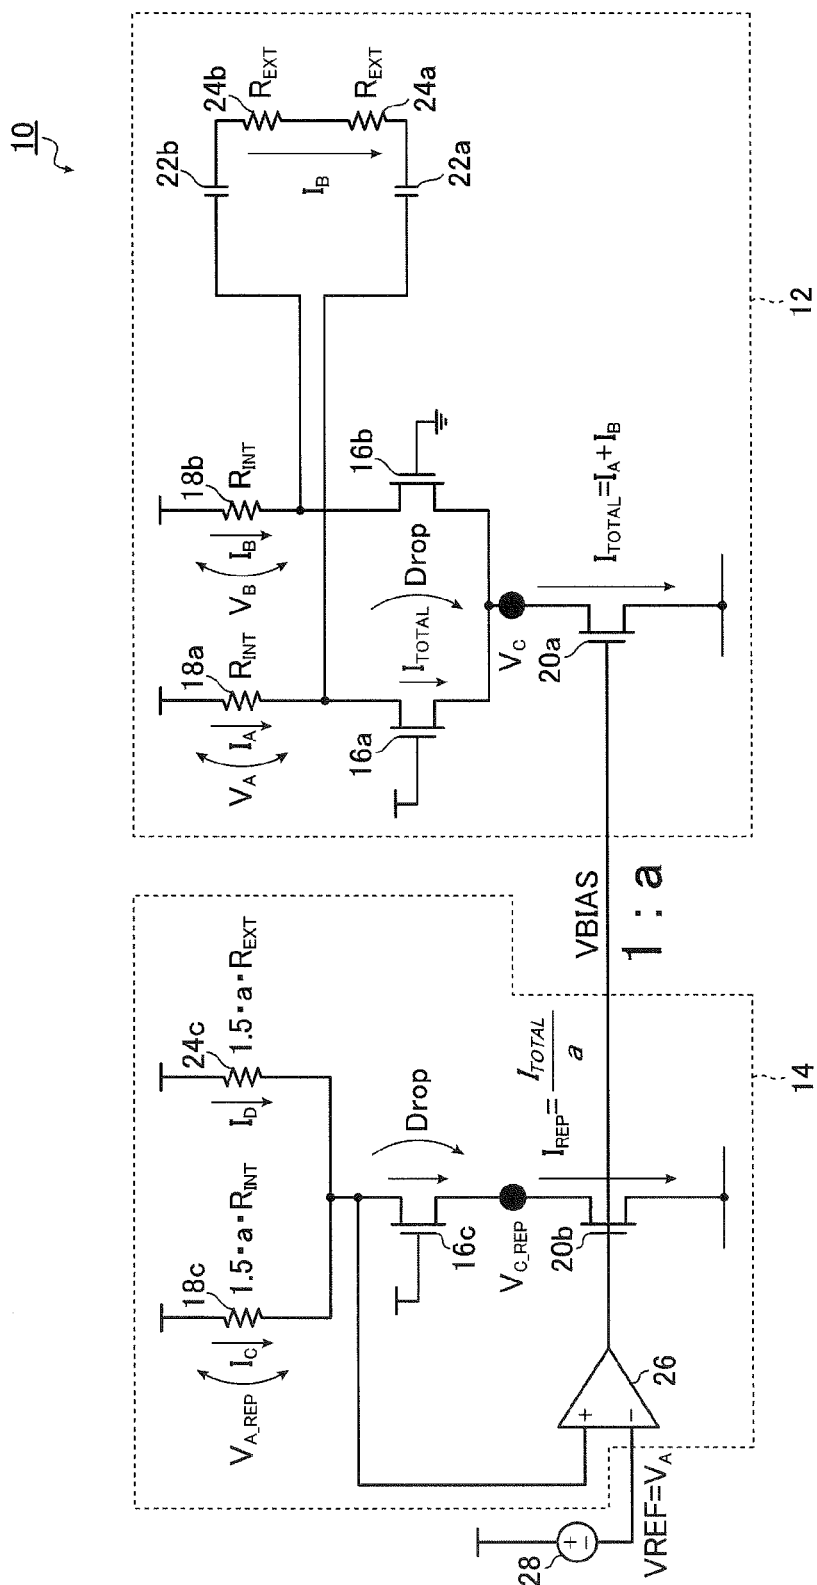 10
12
14
18a
R_INT
I_A
V_A
18b
R_INT
I_B
V_B
22b
24b
R_EXT
R_EXT
24a
22a
I_B
16a
I_TOTAL
Drop
16b
V_C
20a
I_TOTAL=I_A+I_B
VBIAS
1 : a
18c
1.5・a・R_INT
I_C
V_A_REP
24c
1.5・a・R_EXT
I_D
16c
Drop
V_C_REP
20b
I_REP=I_TOTAL/a
+
−
26
VREF=V_A
+
−
28